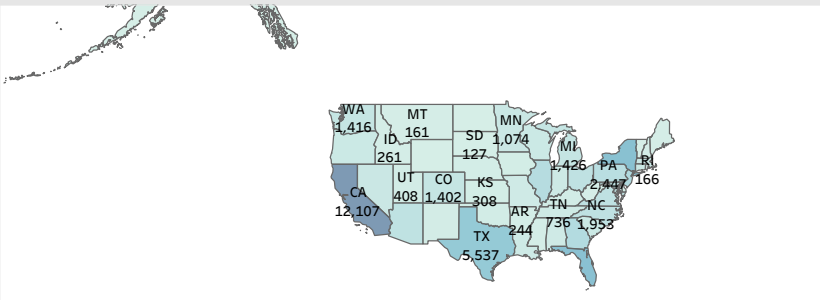 WA
1,416
MT
161
ID
261
SD
127
MN
1,074
MI
1,426
PA
2,447
RI
166
CA
12,107
UT
408
CO
1,402
KS
308
AR
244
TN
736
NC
1,953
TX
5,537